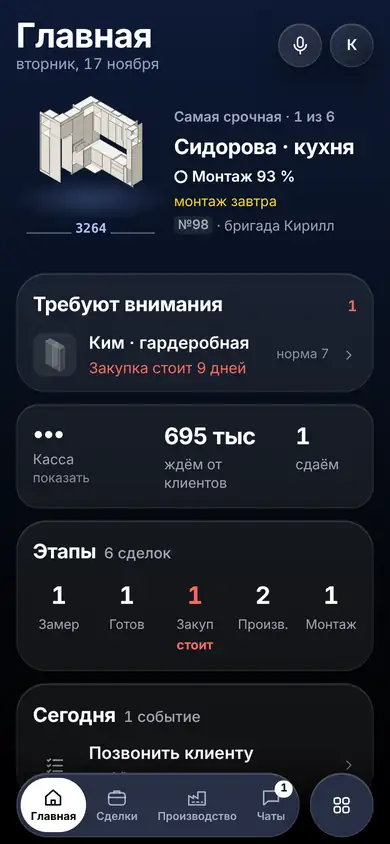 Главная
вторник, 17 ноября
К
Самая срочная · 1 из 6
Сидорова · кухня
Монтаж 93 %
монтаж завтра
№98 · бригада Кирилл
3264
Требуют внимания 1
Ким · гардеробная
Закупка стоит 9 дней
норма 7
••• 695 тыс 1
Касса ждём от клиентов сдаём
показать
Этапы 6 сделок
1 1 1 2 1
Замер Готов Закуп Произв. Монтаж
стоит
Сегодня 1 событие
Позвонить клиенту
1
Главная Сделки Производство Чаты